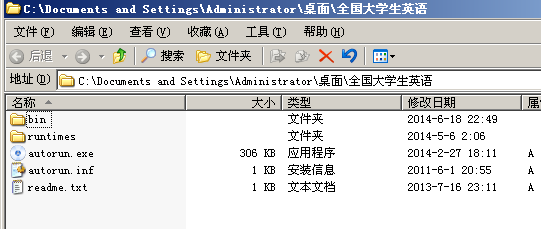 C:\Documents and Settings\Administrator\桌面\全国大学生英语
文件(F) 编辑(E) 查看(V) 收藏(A) 工具(T) 帮助(H)
后退 搜索 文件夹
地址(D) C:\Documents and Settings\Administrator\桌面\全国大学生英语
名称 大小 类型 修改日期
bin 文件夹 2014-6-18 22:49
runtimes 文件夹 2014-5-6 2:06
autorun.exe 306 KB 应用程序 2014-2-27 18:11 A
autorun.inf 1 KB 安装信息 2011-6-1 20:55 A
readme.txt 1 KB 文本文档 2013-7-16 23:11 A